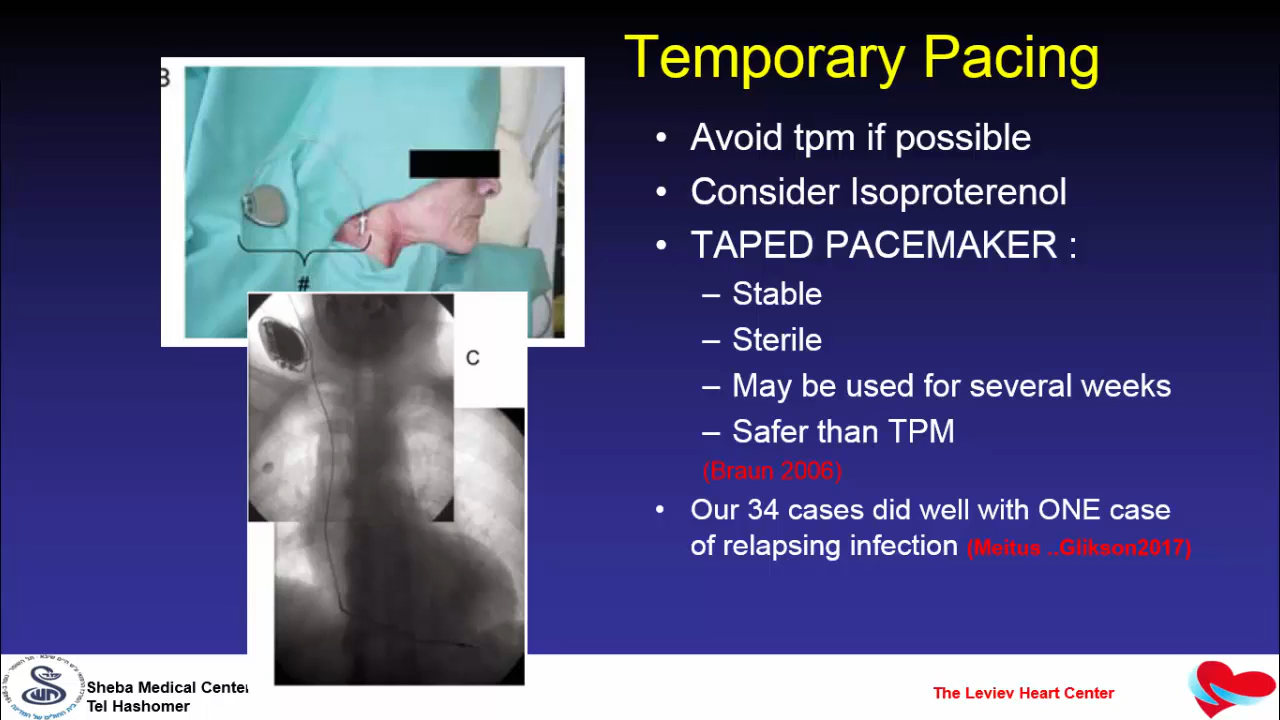 Temporary Pacing
• Avoid tpm if possible
• Consider Isoproterenol
• TAPED PACEMAKER :
– Stable
– Sterile
– May be used for several weeks
– Safer than TPM
(Braun 2006)
• Our 34 cases did well with ONE case
of relapsing infection (Meitus ..Glikson2017)
#
C
Sheba Medical Center
Tel Hashomer
The Leviev Heart Center